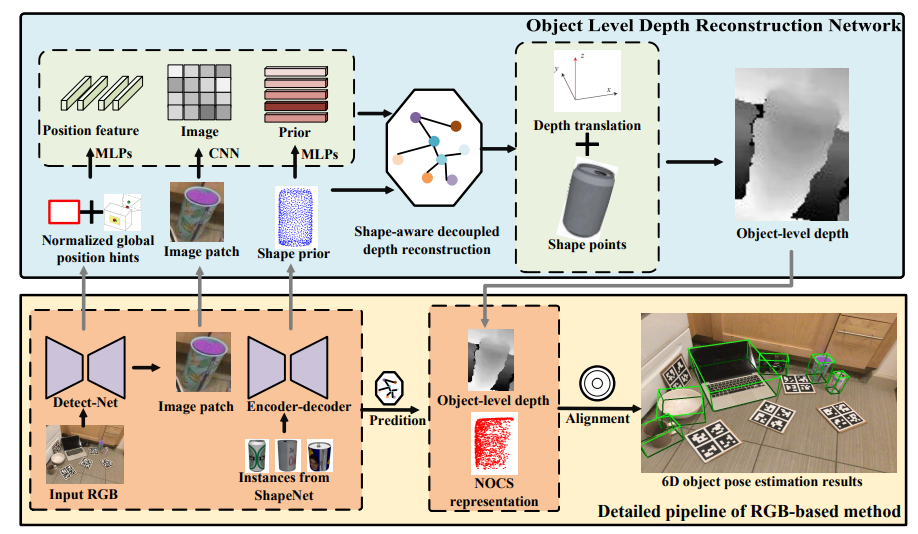 Object Level Depth Reconstruction Network
Position feature
Image
Prior
MLPs
CNN
MLPs
Normalized global
position hints
Image patch
Shape prior
Shape-aware decoupled
depth reconstruction
z
y
x
Depth translation
Shape points
Object-level depth
Detect-Net
Image patch
Encoder-decoder
Input RGB
Instances from
ShapeNet
Predition
Object-level depth
NOCS
representation
Alignment
6D object pose estimation results
Detailed pipeline of RGB-based method